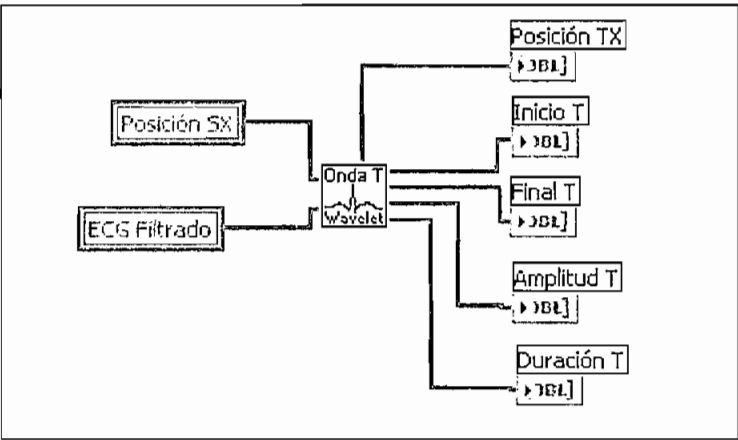 Posición TX
DBL]
Posición SX
Inicio T
DBL]
Onda T
Wavelet
Final T
DBL]
ECG Filtrado
Amplitud T
DBL]
Duración T
DBL]